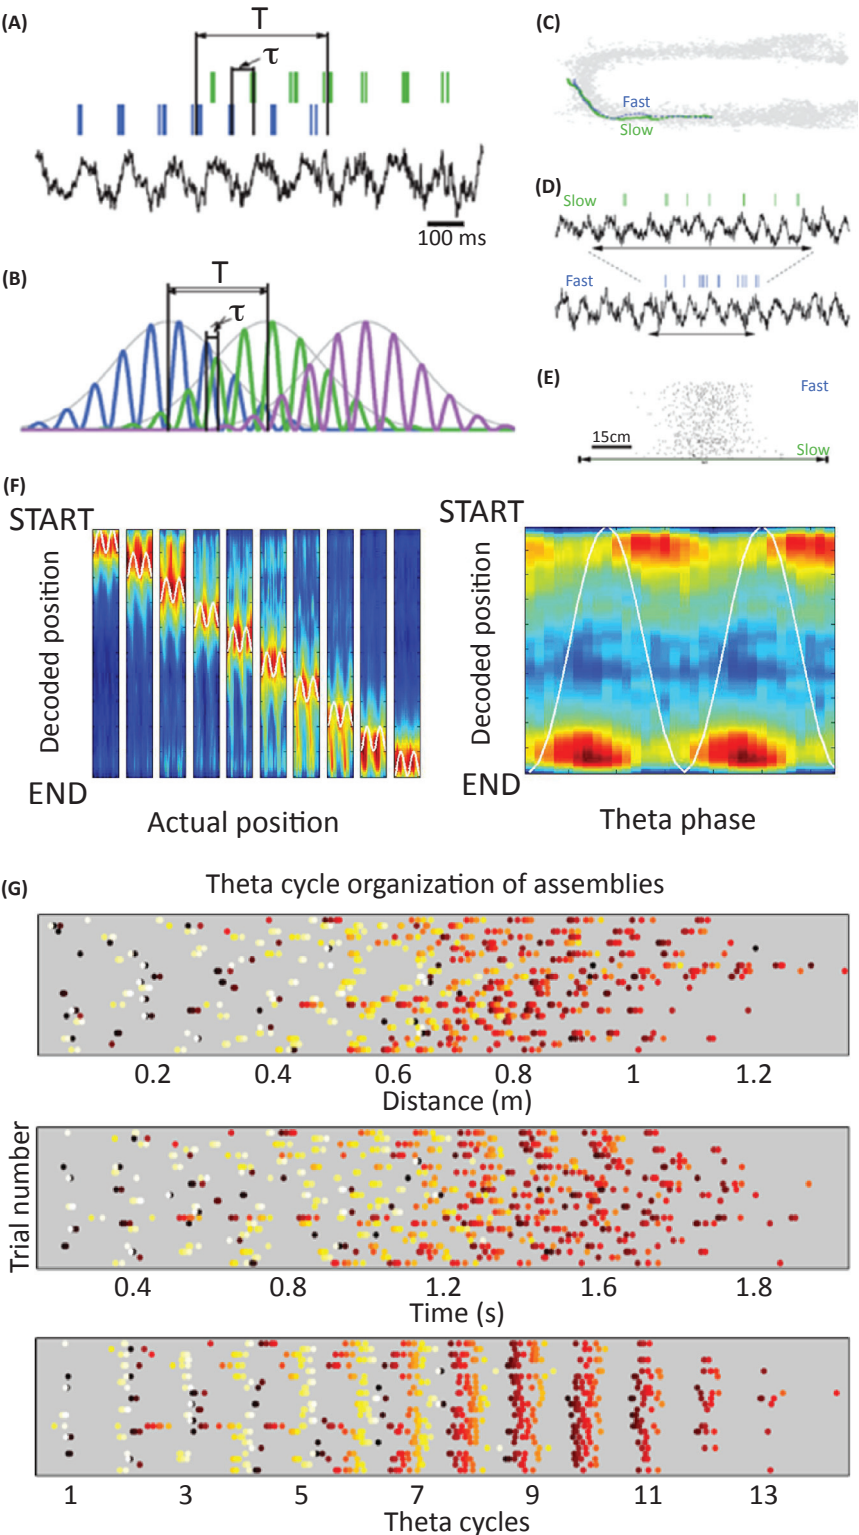 (A)
T
τ
100 ms
(B)
T
τ
(C)
Fast
Slow
(D)
Slow
Fast
(E)
Fast
15cm
Slow
(F)
START
Decoded position
END
Actual position
START
Decoded position
END
Theta phase
(G)
Theta cycle organization of assemblies
0.2 0.4 0.6 0.8 1 1.2
Distance (m)
Trial number
0.4 0.8 1.2 1.6 1.8
Time (s)
1 3 5 7 9 11 13
Theta cycles